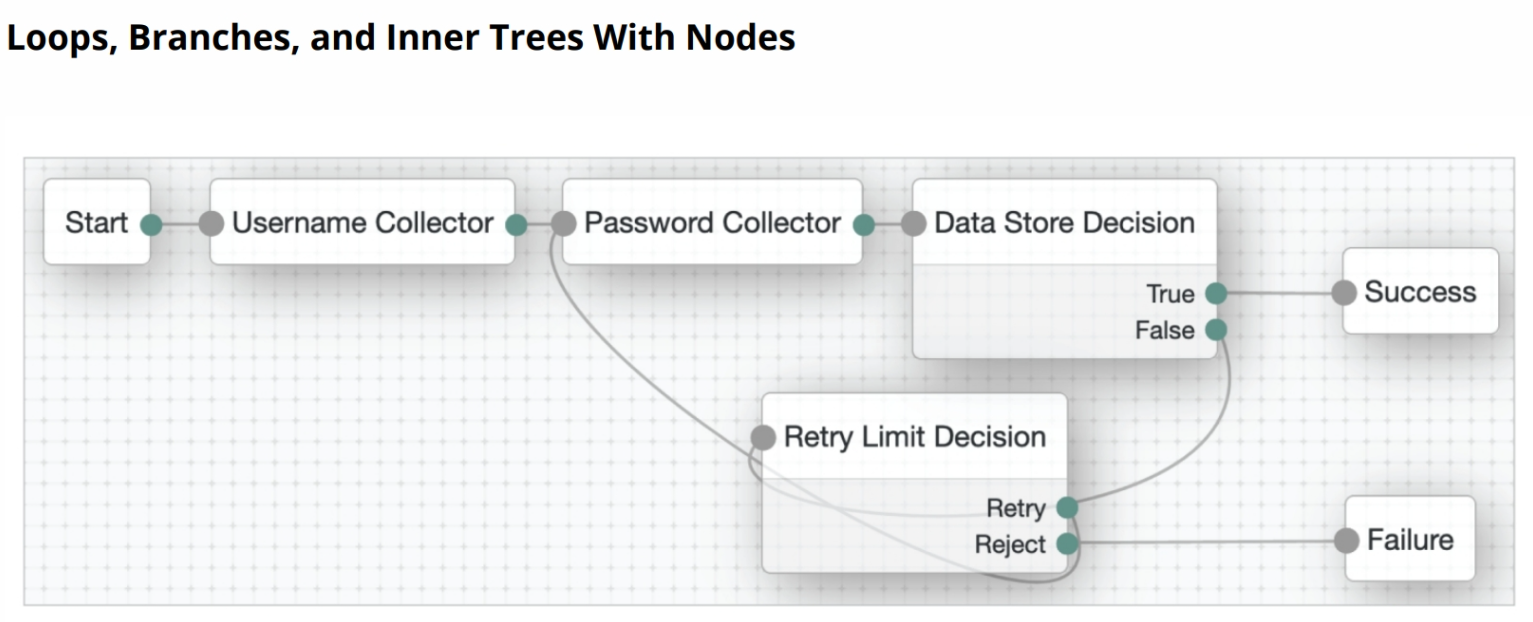 Loops, Branches, and Inner Trees With Nodes
Start
Username Collector
Password Collector
Data Store Decision
True
False
Success
Retry Limit Decision
Retry
Reject
Failure